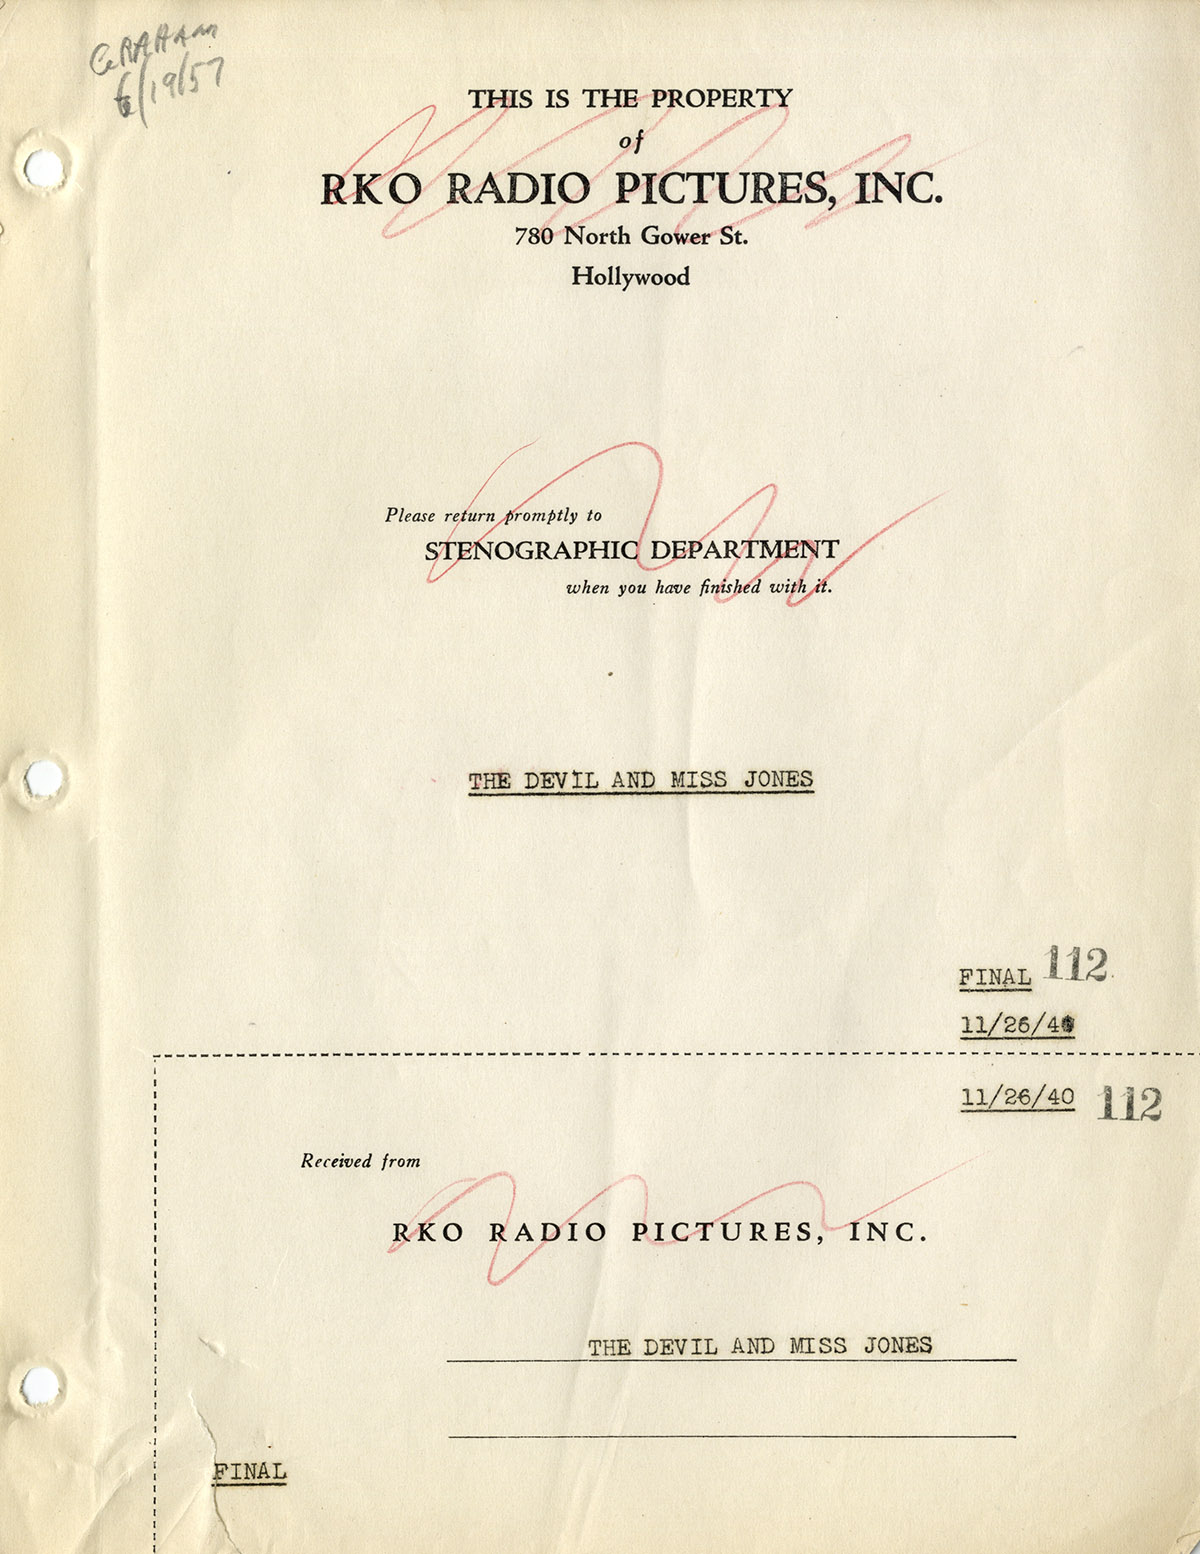 GRAHAM
6/19/57
THIS IS THE PROPERTY
of
RKO RADIO PICTURES, INC.
780 North Gower St.
Hollywood
Please return promptly to
STENOGRAPHIC DEPARTMENT
when you have finished with it.
THE DEVIL AND MISS JONES
FINAL 112
11/26/40
11/26/40 112
Received from
RKO RADIO PICTURES, INC.
THE DEVIL AND MISS JONES
FINAL